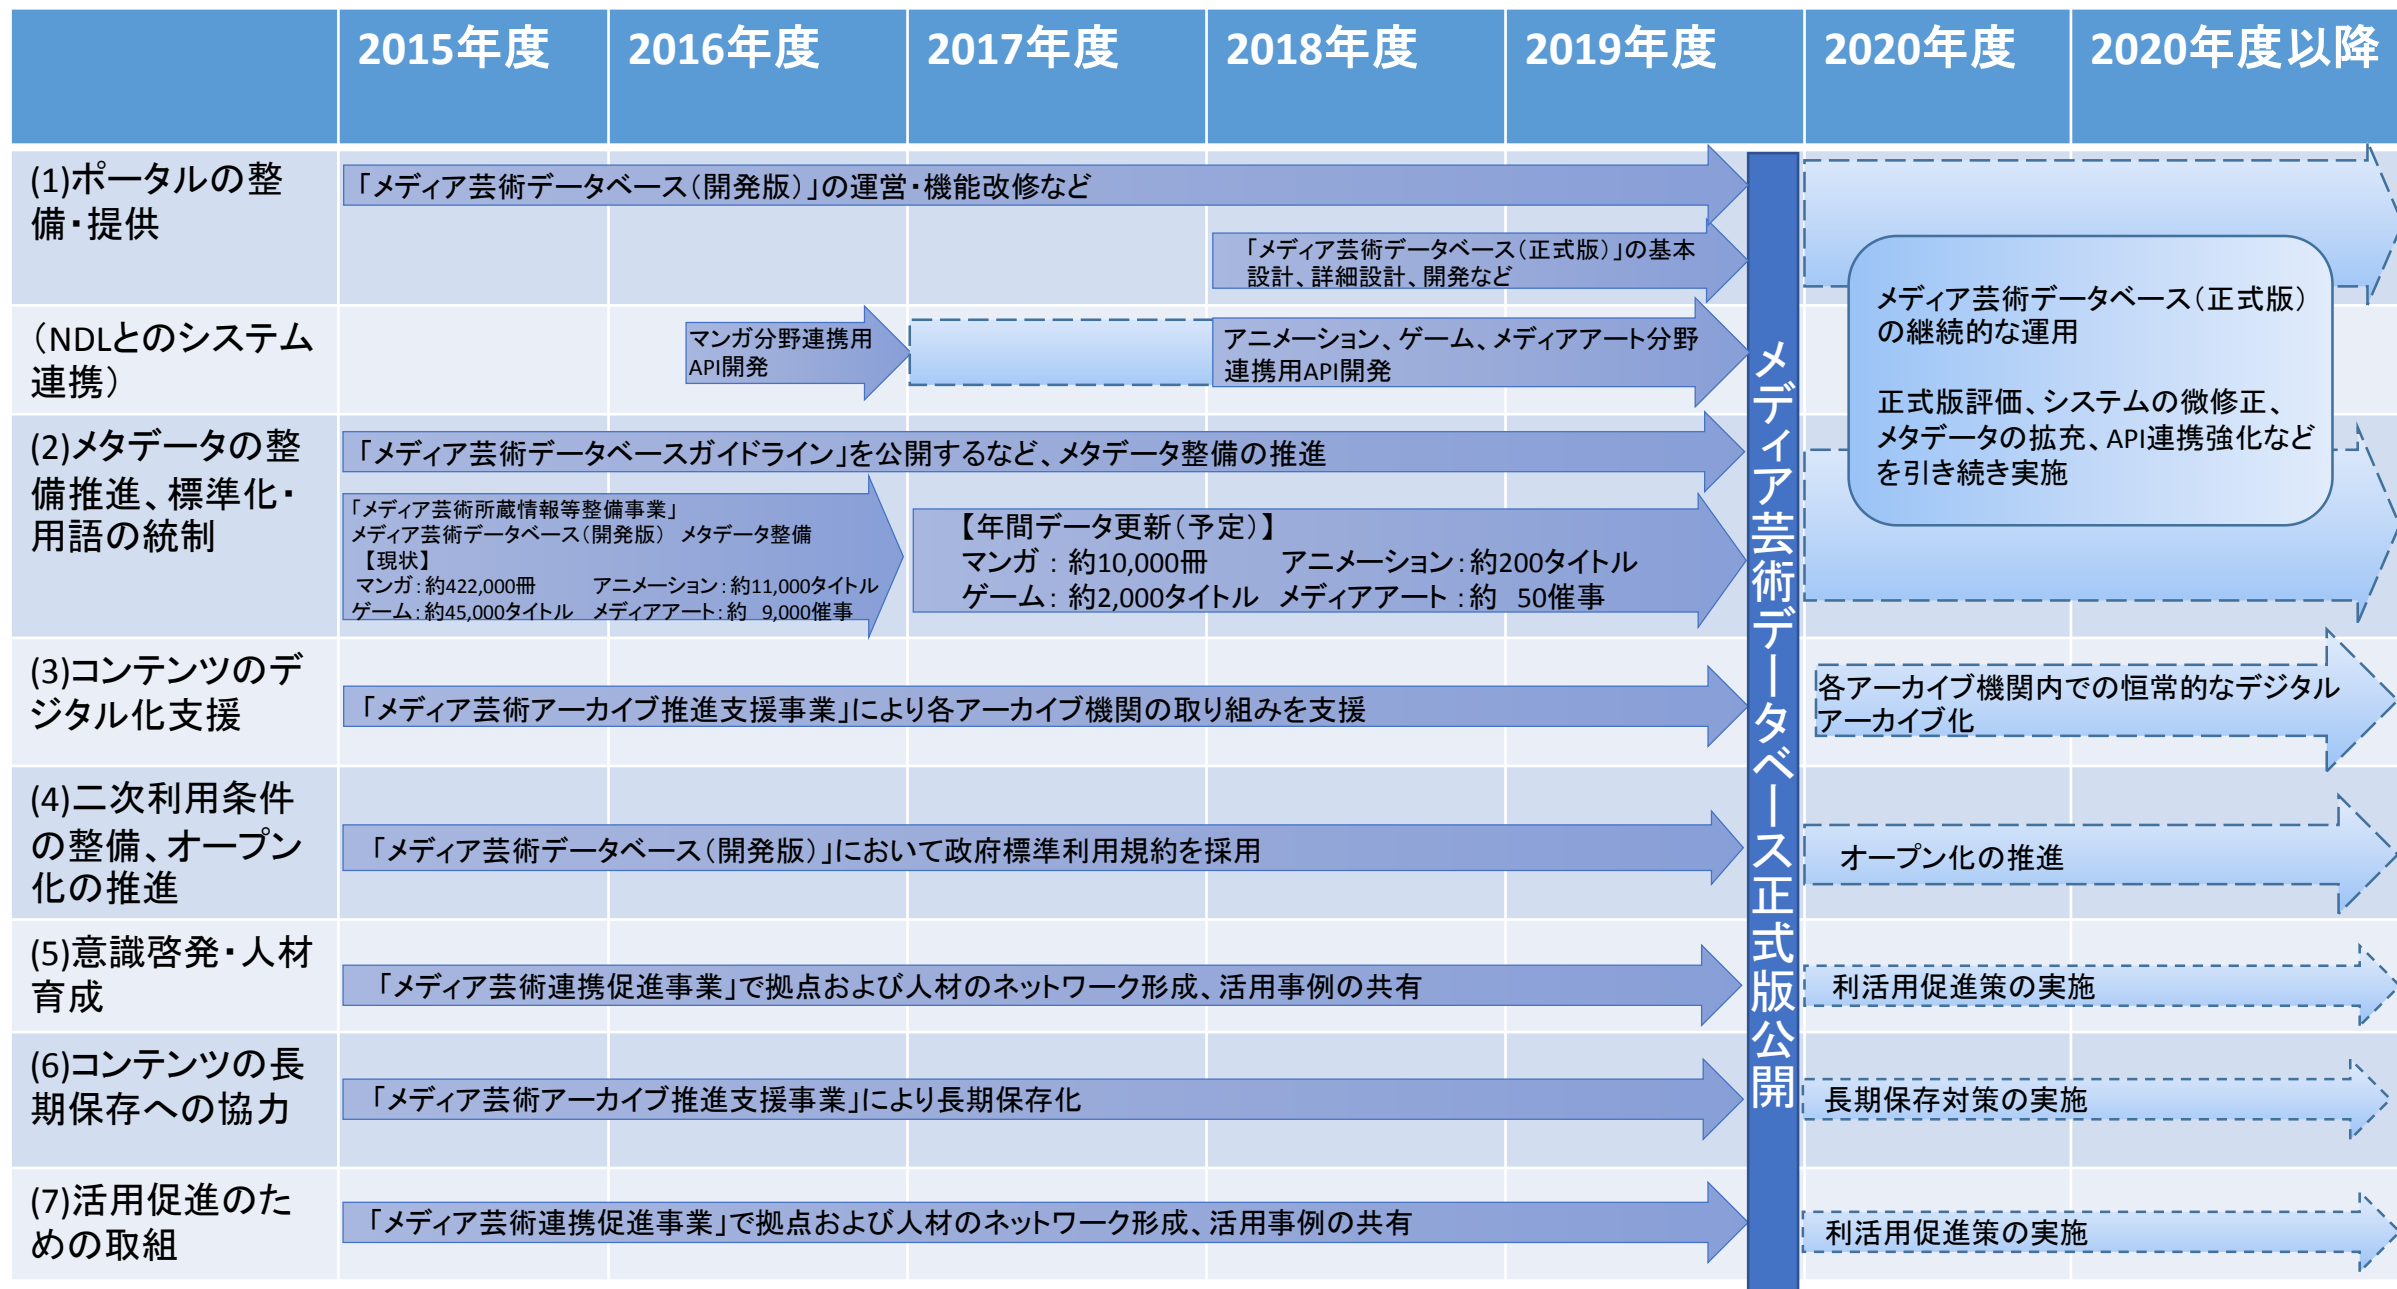 2015年度
2016年度
2017年度
2018年度
2019年度
2020年度
2020年度以降
(1)ポータルの整
備・提供
「メディア芸術データベース（開発版）」の運営・機能改修など
「メディア芸術データベース（正式版）」の基本
設計、詳細設計、開発など
（NDLとのシステム
連携）
マンガ分野連携用
API開発
アニメーション、ゲーム、メディアアート分野
連携用API開発
メディア芸術データベース（正式版）
の継続的な運用
正式版評価、システムの微修正、
メタデータの拡充、API連携強化など
を引き続き実施
(2)メタデータの整
備推進、標準化・
用語の統制
「メディア芸術データベースガイドライン」を公開するなど、メタデータ整備の推進
「メディア芸術所蔵情報等整備事業」
メディア芸術データベース（開発版）　メタデータ整備
【現状】
マンガ：約422,000冊　アニメーション：約11,000タイトル
ゲーム：約45,000タイトル　メディアアート：約　9,000催事
【年間データ更新（予定）】
マンガ ： 約10,000冊　アニメーション：約200タイトル
ゲーム： 約2,000タイトル　メディアアート ：約　50催事
メディア芸術データベース正式版公開
(3)コンテンツのデ
ジタル化支援
「メディア芸術アーカイブ推進支援事業」により各アーカイブ機関の取り組みを支援
各アーカイブ機関内での恒常的なデジタル
アーカイブ化
(4)二次利用条件
の整備、オープン
化の推進
「メディア芸術データベース（開発版）」において政府標準利用規約を採用
オープン化の推進
(5)意識啓発・人材
育成
「メディア芸術連携促進事業」で拠点および人材のネットワーク形成、活用事例の共有
利活用促進策の実施
(6)コンテンツの長
期保存への協力
「メディア芸術アーカイブ推進支援事業」により長期保存化
長期保存対策の実施
(7)活用促進のた
めの取組
「メディア芸術連携促進事業」で拠点および人材のネットワーク形成、活用事例の共有
利活用促進策の実施